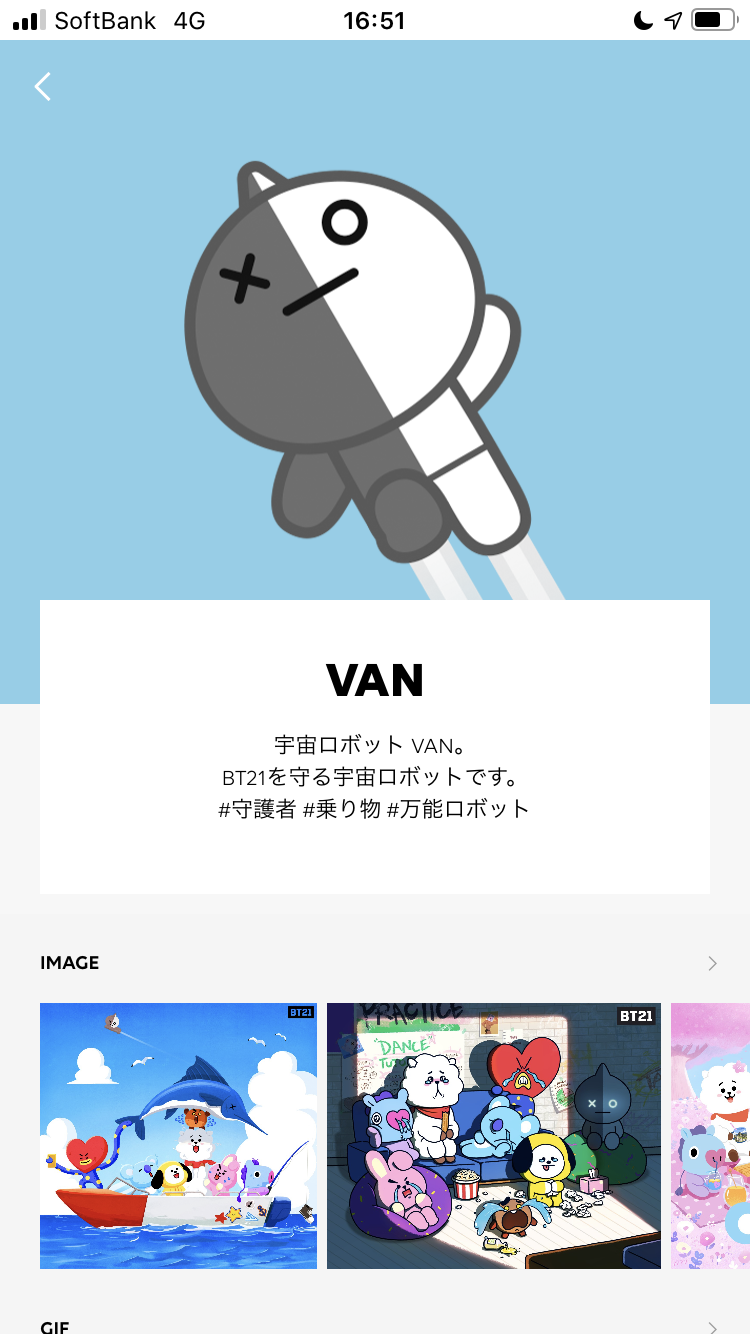 SoftBank 4G 16:51
VAN
宇宙ロボット VAN。
BT21を守る宇宙ロボットです。
#守護者 #乗り物 #万能ロボット
IMAGE
BT21
PRACTICE
BT21
DANCE
GIF